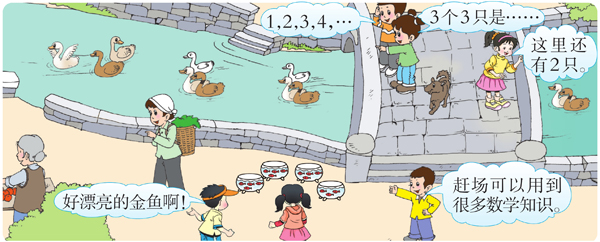 1,2,3,4,…
3个3只是……
这里还
有2只。
好漂亮的金鱼啊!
赶场可以用到
很多数学知识。